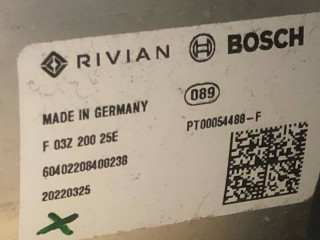 RIVIAN BOSCH
089
MADE IN GERMANY
PT00054488-F
F 03Z 200 25E
60402208400238
20220325